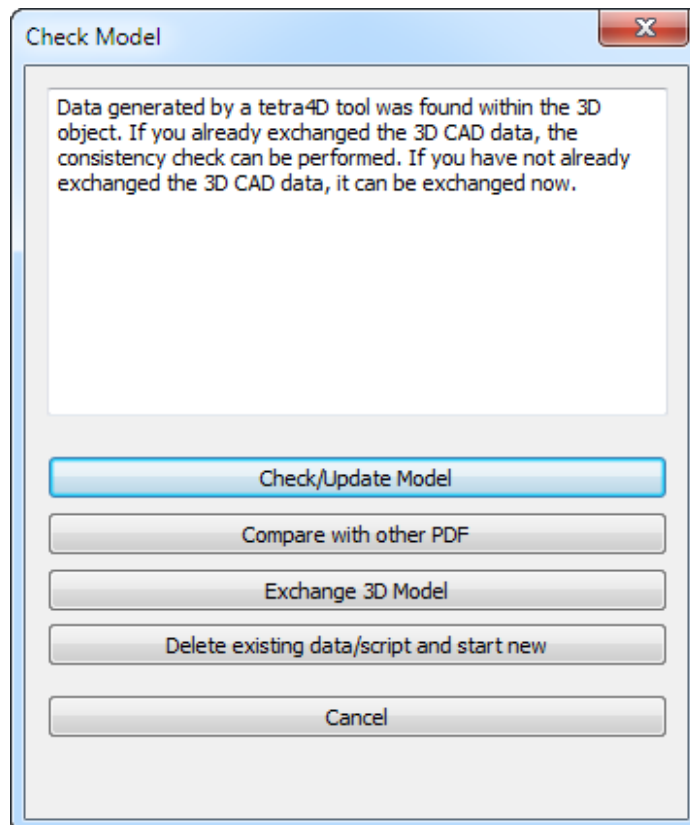 Check Model
Data generated by a tetra4D tool was found within the 3D
object. If you already exchanged the 3D CAD data, the
consistency check can be performed. If you have not already
exchanged the 3D CAD data, it can be exchanged now.
Check/Update Model
Compare with other PDF
Exchange 3D Model
Delete existing data/script and start new
Cancel